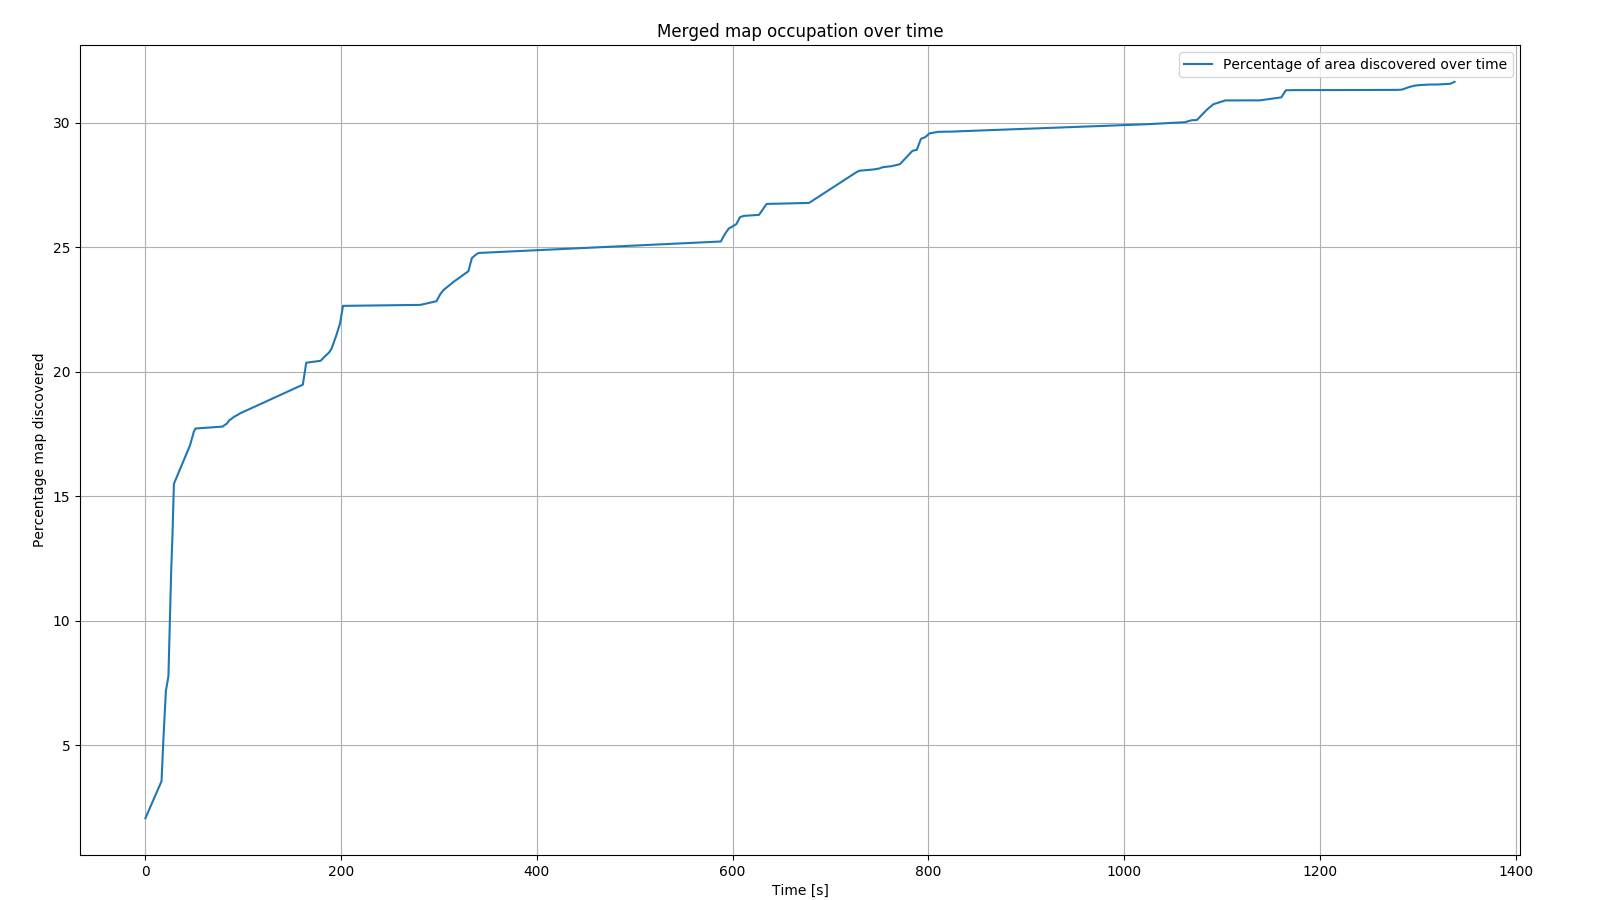 Merged map occupation over time
Percentage of area discovered over time
Percentage map discovered
30
25
20
15
10
5
0 200 400 600 800 1000 1200 1400
Time [s]